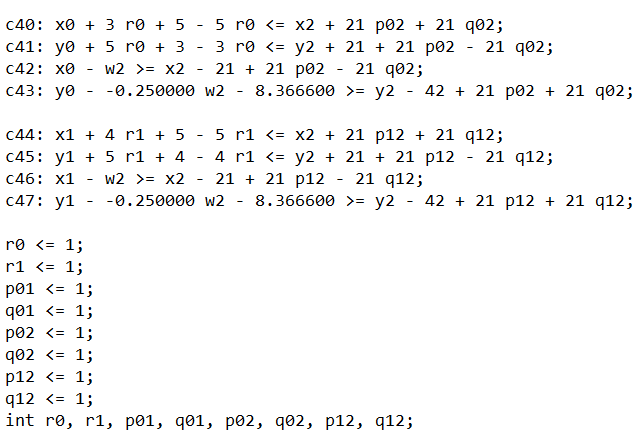 c40: x0 + 3 r0 + 5 - 5 r0 <= x2 + 21 p02 + 21 q02;
c41: y0 + 5 r0 + 3 - 3 r0 <= y2 + 21 + 21 p02 - 21 q02;
c42: x0 - w2 >= x2 - 21 + 21 p02 - 21 q02;
c43: y0 - -0.250000 w2 - 8.366600 >= y2 - 42 + 21 p02 + 21 q02;
c44: x1 + 4 r1 + 5 - 5 r1 <= x2 + 21 p12 + 21 q12;
c45: y1 + 5 r1 + 4 - 4 r1 <= y2 + 21 + 21 p12 - 21 q12;
c46: x1 - w2 >= x2 - 21 + 21 p12 - 21 q12;
c47: y1 - -0.250000 w2 - 8.366600 >= y2 - 42 + 21 p12 + 21 q12;
r0 <= 1;
r1 <= 1;
p01 <= 1;
q01 <= 1;
p02 <= 1;
q02 <= 1;
p12 <= 1;
q12 <= 1;
int r0, r1, p01, q01, p02, q02, p12, q12;